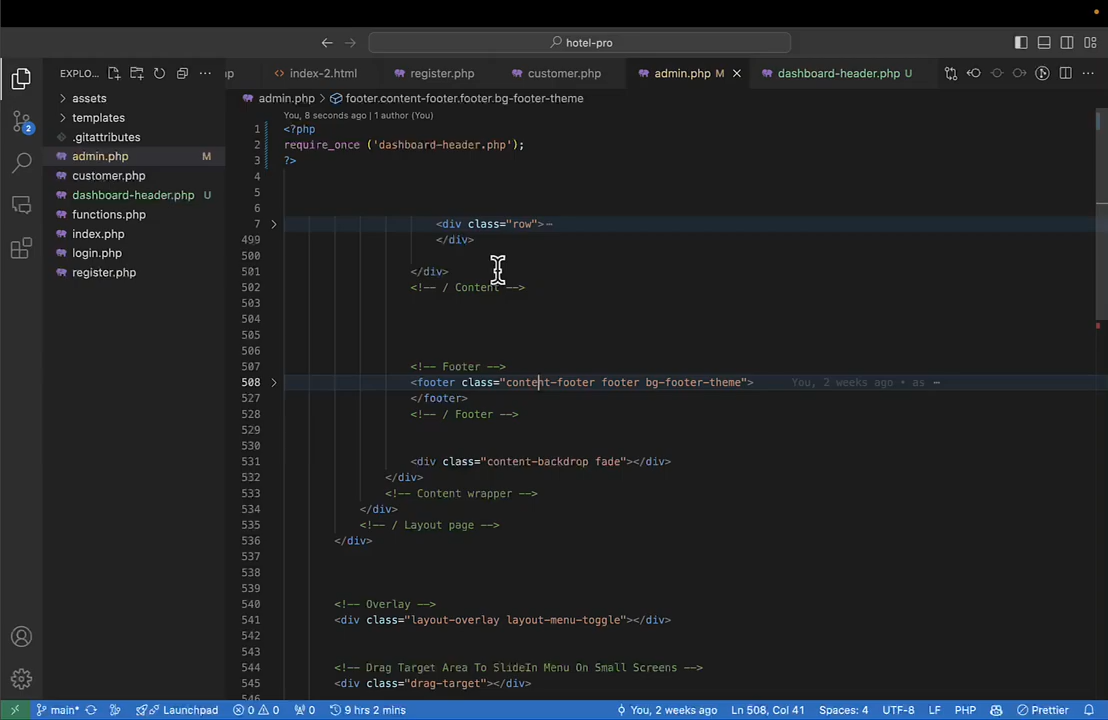 hotel-pro
EXPLO...
hp
index-2.html
register.php
customer.php
admin.php M
dashboard-header.php U
assets
templates
.gitattributes
admin.php M
customer.php
dashboard-header.php U
functions.php
index.php
login.php
register.php
2
admin.php > footer.content-footer.footer.bg-footer-theme
You, 8 seconds ago | 1 author (You)
1 <?php
2 require_once ('dashboard-header.php');
3 ?>
4
5
6
7 <div class="row">
499 </div>
500
501 </div>
502 <!-- / Content -->
503
504
505
506
507 <!-- Footer -->
508 <footer class="content-footer footer bg-footer-theme"> You, 2 weeks ago • as
527 </footer>
528 <!-- / Footer -->
529
530
531 <div class="content-backdrop fade"></div>
532 </div>
533 <!-- Content wrapper -->
534 </div>
535 <!-- / Layout page -->
536 </div>
537
538
539
540 <!-- Overlay -->
541 <div class="layout-overlay layout-menu-toggle"></div>
542
543
544 <!-- Drag Target Area To SlideIn Menu On Small Screens -->
545 <div class="drag-target"></div>
546
main* Launchpad 0 0 0 9 hrs 2 mins You, 2 weeks ago Ln 508, Col 41 Spaces: 4 UTF-8 LF PHP Prettier